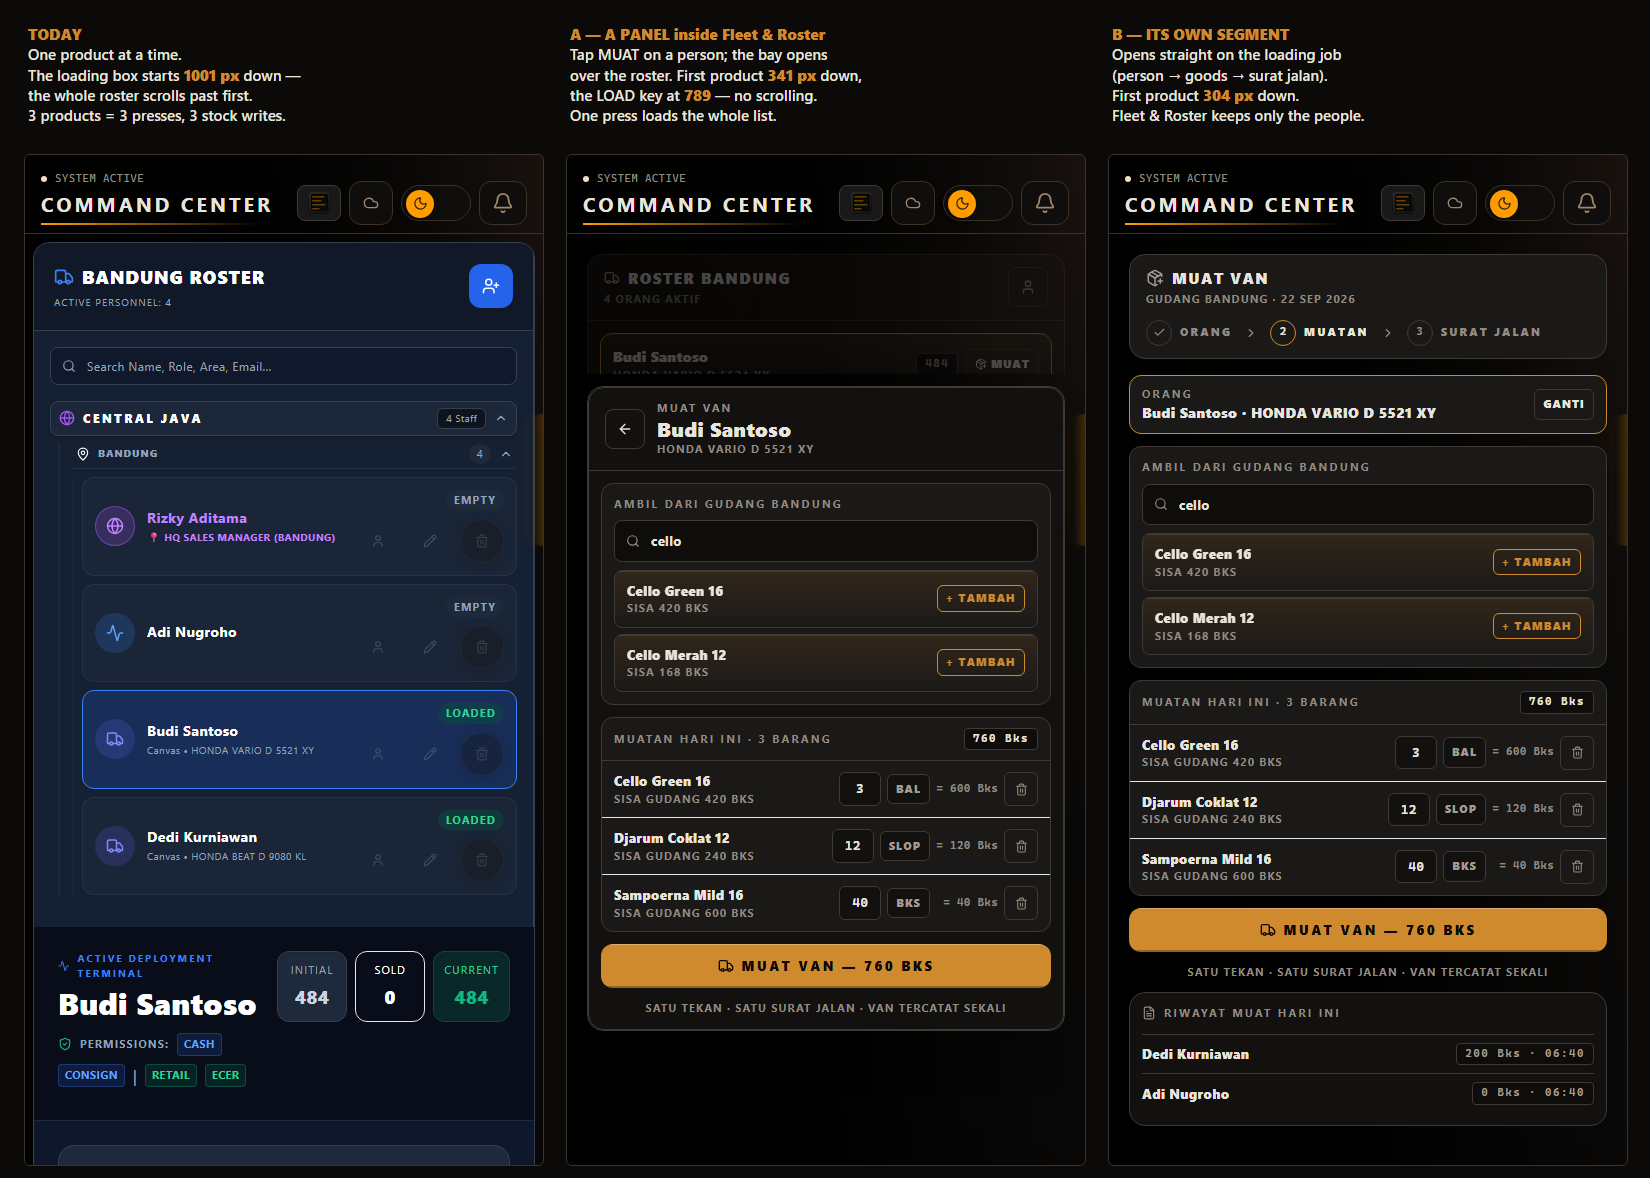 TODAY
One product at a time.
The loading box starts 1001 px down —
the whole roster scrolls past first.
3 products = 3 presses, 3 stock writes.
SYSTEM ACTIVE
COMMAND CENTER
BANDUNG ROSTER
ACTIVE PERSONNEL: 4
Search Name, Role, Area, Email...
CENTRAL JAVA
4 Staff
BANDUNG
4
EMPTY
Rizky Aditama
HQ SALES MANAGER (BANDUNG)
EMPTY
Adi Nugroho
LOADED
Budi Santoso
Canvas • HONDA VARIO D 5521 XY
LOADED
Dedi Kurniawan
Canvas • HONDA BEAT D 9080 KL
ACTIVE DEPLOYMENT
TERMINAL
Budi Santoso
INITIAL
484
SOLD
0
CURRENT
484
PERMISSIONS: CASH
CONSIGN | RETAIL ECER
A — A PANEL inside Fleet & Roster
Tap MUAT on a person; the bay opens
over the roster. First product 341 px down,
the LOAD key at 789 — no scrolling.
One press loads the whole list.
SYSTEM ACTIVE
COMMAND CENTER
ROSTER BANDUNG
4 ORANG AKTIF
Budi Santoso
HONDA VARIO D 5521 XY
484
MUAT
MUAT VAN
Budi Santoso
HONDA VARIO D 5521 XY
AMBIL DARI GUDANG BANDUNG
cello
Cello Green 16
SISA 420 BKS
+ TAMBAH
Cello Merah 12
SISA 168 BKS
+ TAMBAH
MUATAN HARI INI · 3 BARANG
760 Bks
Cello Green 16
SISA GUDANG 420 BKS
3 BAL = 600 Bks
Djarum Coklat 12
SISA GUDANG 240 BKS
12 SLOP = 120 Bks
Sampoerna Mild 16
SISA GUDANG 600 BKS
40 BKS = 40 Bks
MUAT VAN — 760 BKS
SATU TEKAN · SATU SURAT JALAN · VAN TERCATAT SEKALI
B — ITS OWN SEGMENT
Opens straight on the loading job
(person → goods → surat jalan).
First product 304 px down.
Fleet & Roster keeps only the people.
SYSTEM ACTIVE
COMMAND CENTER
MUAT VAN
GUDANG BANDUNG · 22 SEP 2026
ORANG > 2 MUATAN > 3 SURAT JALAN
ORANG
Budi Santoso · HONDA VARIO D 5521 XY
GANTI
AMBIL DARI GUDANG BANDUNG
cello
Cello Green 16
SISA 420 BKS
+ TAMBAH
Cello Merah 12
SISA 168 BKS
+ TAMBAH
MUATAN HARI INI · 3 BARANG
760 Bks
Cello Green 16
SISA GUDANG 420 BKS
3 BAL = 600 Bks
Djarum Coklat 12
SISA GUDANG 240 BKS
12 SLOP = 120 Bks
Sampoerna Mild 16
SISA GUDANG 600 BKS
40 BKS = 40 Bks
MUAT VAN — 760 BKS
SATU TEKAN · SATU SURAT JALAN · VAN TERCATAT SEKALI
RIWAYAT MUAT HARI INI
Dedi Kurniawan
200 Bks · 06:40
Adi Nugroho
0 Bks · 06:40